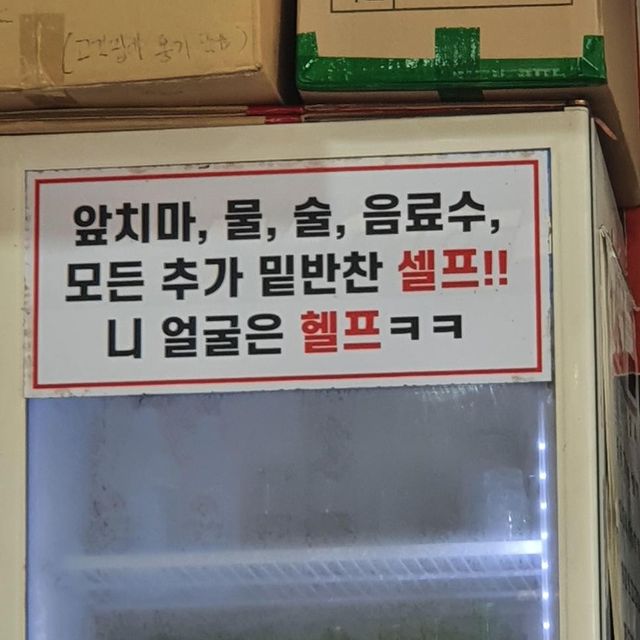 앞치마, 물, 술, 음료수,
모든 추가 밑반찬 셀프!!
니 얼굴은 헬프ㅋㅋ